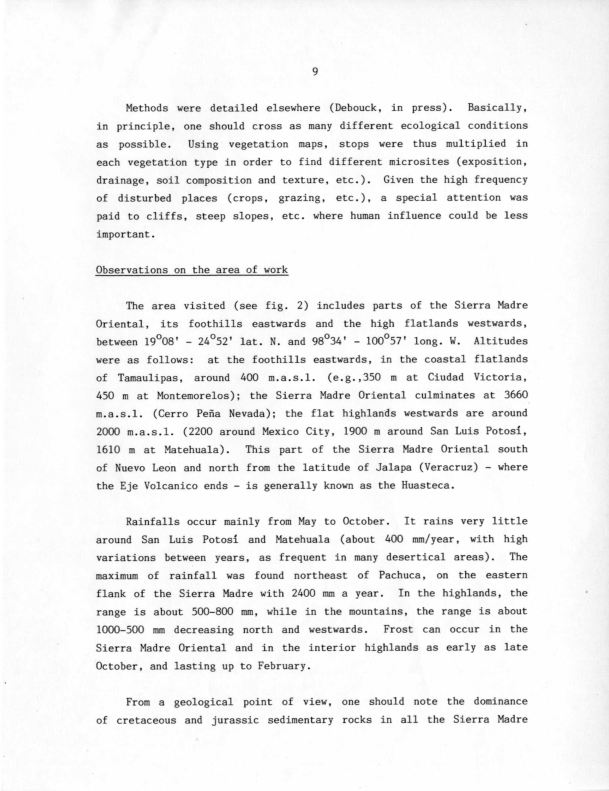 9
Methods were detailed elsewhere (Debouck, in press). Basically,
in principle, one should cross as many different ecological conditions
as possible. Using vegetation maps, stops were thus multiplied in
each vegetation type in order to find different microsites (exposition,
drainage, soil composition and texture, etc.). Given the high frequency
of disturbed places (crops, grazing, etc.), a special attention was
paid to cliffs, steep slopes, etc. where human influence could be less
important.
Observations on the area of work
The area visited (see fig. 2) includes parts of the Sierra Madre
Oriental, its foothills eastwards and the high flatlands westwards,
between 19°08' - 24°52' lat. N. and 98°34' - 100°57' long. W. Altitudes
were as follows: at the foothills eastwards, in the coastal flatlands
of Tamaulipas, around 400 m.a.s.l. (e.g.,350 m at Ciudad Victoria,
450 m at Montemorelos); the Sierra Madre Oriental culminates at 3660
m.a.s.l. (Cerro Peña Nevada); the flat highlands westwards are around
2000 m.a.s.l. (2200 around Mexico City, 1900 m around San Luis Potosí,
1610 m at Matehuala). This part of the Sierra Madre Oriental south
of Nuevo Leon and north from the latitude of Jalapa (Veracruz) - where
the Eje Volcanico ends - is generally known as the Huasteca.
Rainfalls occur mainly from May to October. It rains very little
around San Luis Potosí and Matehuala (about 400 mm/year, with high
variations between years, as frequent in many desertical areas). The
maximum of rainfall was found northeast of Pachuca, on the eastern
flank of the Sierra Madre with 2400 mm a year. In the highlands, the
range is about 500-800 mm, while in the mountains, the range is about
1000-500 mm decreasing north and westwards. Frost can occur in the
Sierra Madre Oriental and in the interior highlands as early as late
October, and lasting up to February.
From a geological point of view, one should note the dominance
of cretaceous and jurassic sedimentary rocks in all the Sierra Madre